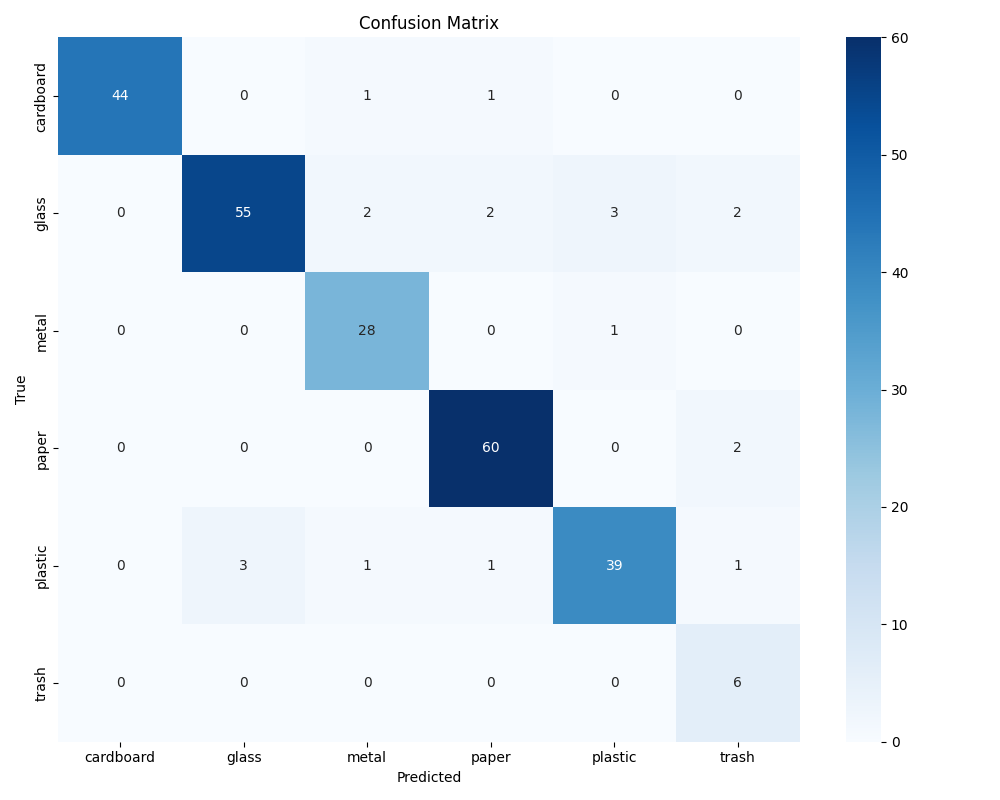 Confusion Matrix
cardboard 44 0 1 1 0 0
glass 0 55 2 2 3 2
metal 0 0 28 0 1 0
paper 0 0 0 60 0 2
plastic 0 3 1 1 39 1
trash 0 0 0 0 0 6
cardboard glass metal paper plastic trash
Predicted
True
60
50
40
30
20
10
0